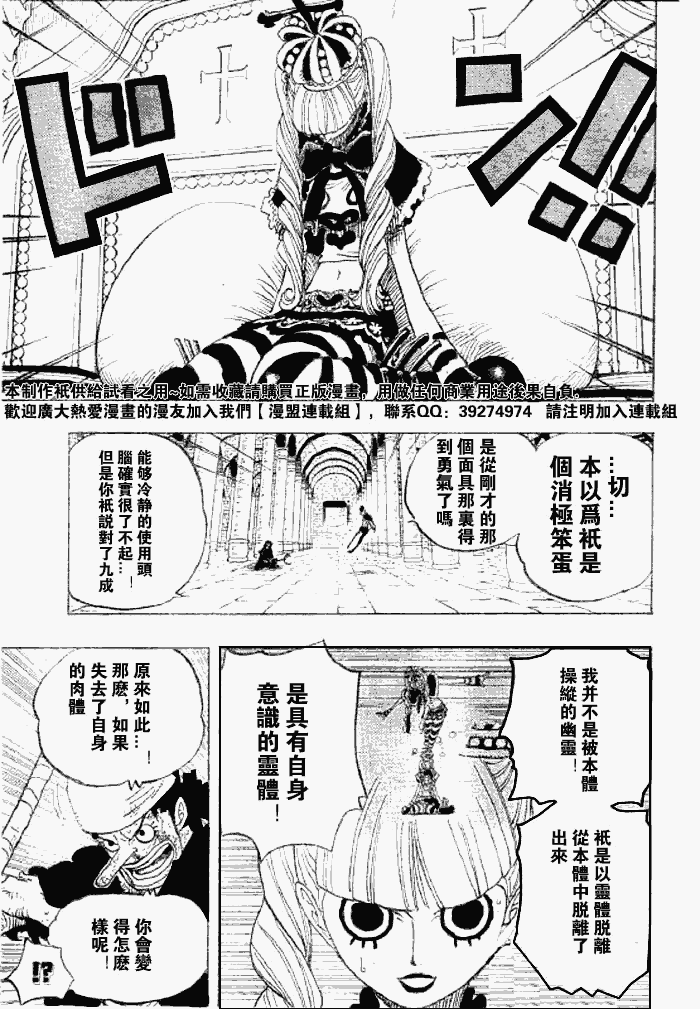 ドドン!!
本制作祇供給試看之用~如需收藏請購買正版漫畫，用做任何商業用途後果自負.
歡迎廣大熱愛漫畫的漫友加入我們【漫盟連載組】，聯系QQ：39274974 請注明加入連載組
…切…
本以爲祇是
個消極笨蛋
是從剛才的那
個面具那裏得
到勇氣了嗎
能够冷静的使用頭
腦確實很了不起…！
但是你祇説對了九成
我并不是被本體
操縱的幽靈！
祇是以靈體脱離
從本體中脱離了
出來
是具有自身
意識的靈體！
原來如此…！
那麽，如果
失去了自身
的肉體
你會變
得怎麽
樣呢！
!?